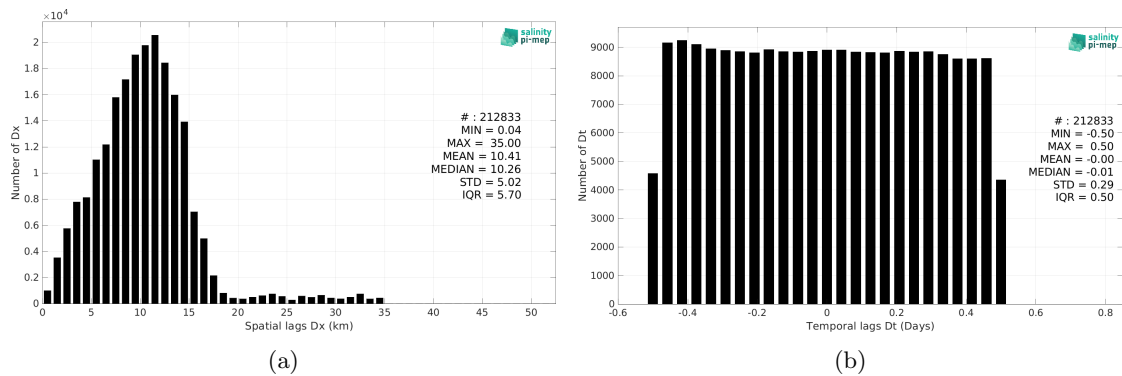 ×10⁴
2
1.8
1.6
1.4
1.2
1
0.8
0.6
0.4
0.2
0
Number of Dx
salinity
pi-mep
# : 212833
MIN = 0.04
MAX = 35.00
MEAN = 10.41
MEDIAN = 10.26
STD = 5.02
IQR = 5.70
0 5 10 15 20 25 30 35 40 45 50
Spatial lags Dx (km)
(a)
9000
8000
7000
6000
5000
4000
3000
2000
1000
0
Number of Dt
salinity
pi-mep
# : 212833
MIN = -0.50
MAX = 0.50
MEAN = -0.00
MEDIAN = -0.01
STD = 0.29
IQR = 0.50
-0.6 -0.4 -0.2 0 0.2 0.4 0.6 0.8
Temporal lags Dt (Days)
(b)